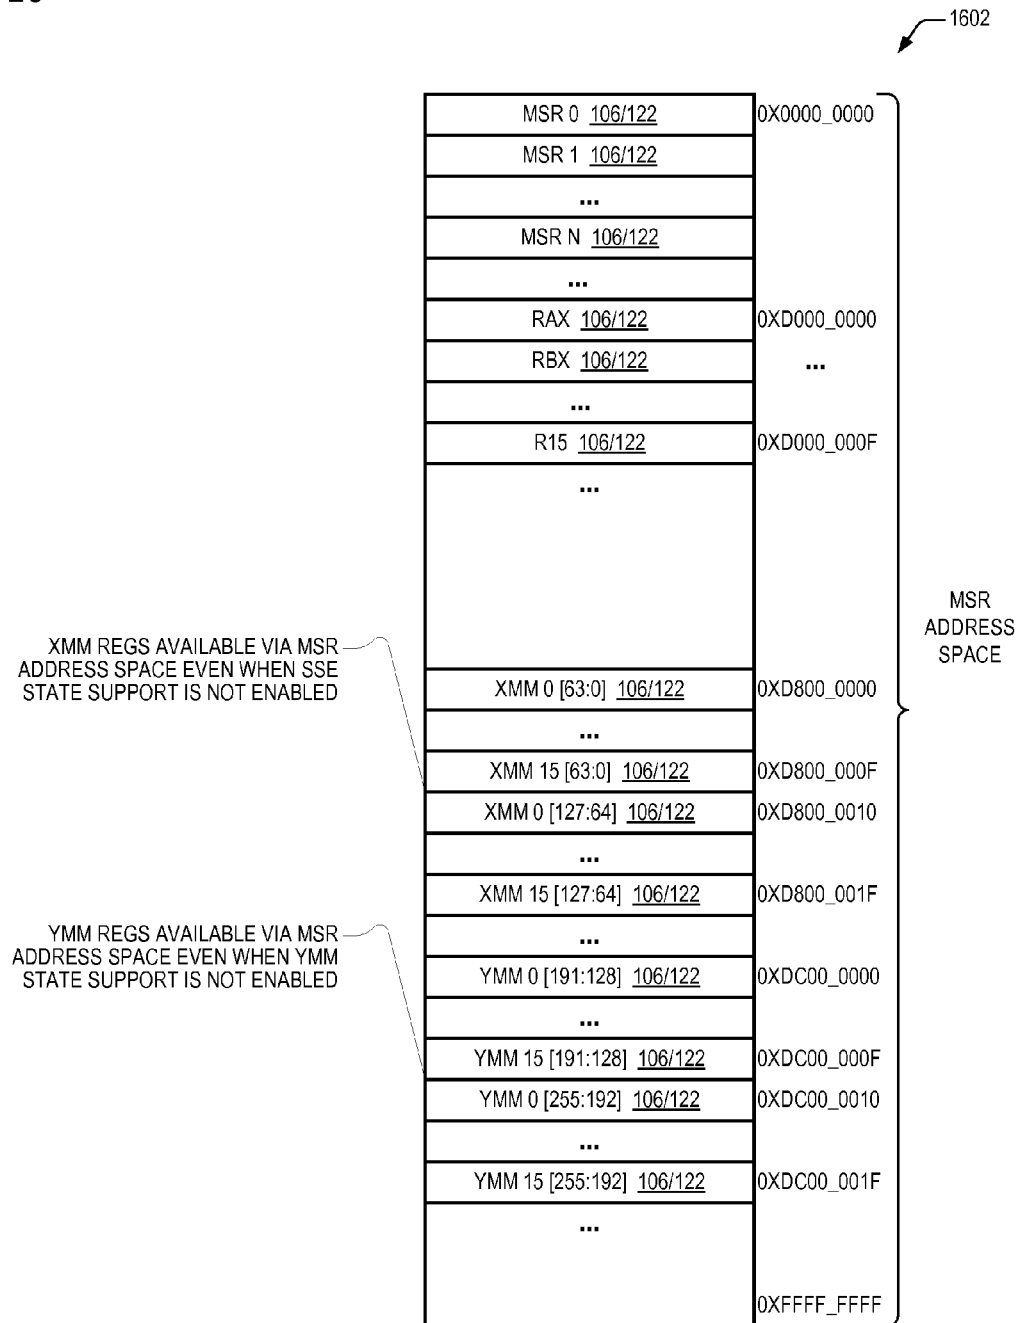 1602
MSR 0 106/122 0X0000_0000
MSR 1 106/122
...
MSR N 106/122
...
RAX 106/122 0XD000_0000
RBX 106/122 ...
...
R15 106/122 0XD000_000F
...
MSR
ADDRESS
SPACE
XMM REGS AVAILABLE VIA MSR
ADDRESS SPACE EVEN WHEN SSE
STATE SUPPORT IS NOT ENABLED
XMM 0 [63:0] 106/122 0XD800_0000
...
XMM 15 [63:0] 106/122 0XD800_000F
XMM 0 [127:64] 106/122 0XD800_0010
...
XMM 15 [127:64] 106/122 0XD800_001F
...
YMM REGS AVAILABLE VIA MSR
ADDRESS SPACE EVEN WHEN YMM
STATE SUPPORT IS NOT ENABLED
YMM 0 [191:128] 106/122 0XDC00_0000
...
YMM 15 [191:128] 106/122 0XDC00_000F
YMM 0 [255:192] 106/122 0XDC00_0010
...
YMM 15 [255:192] 106/122 0XDC00_001F
...
0XFFFF_FFFF